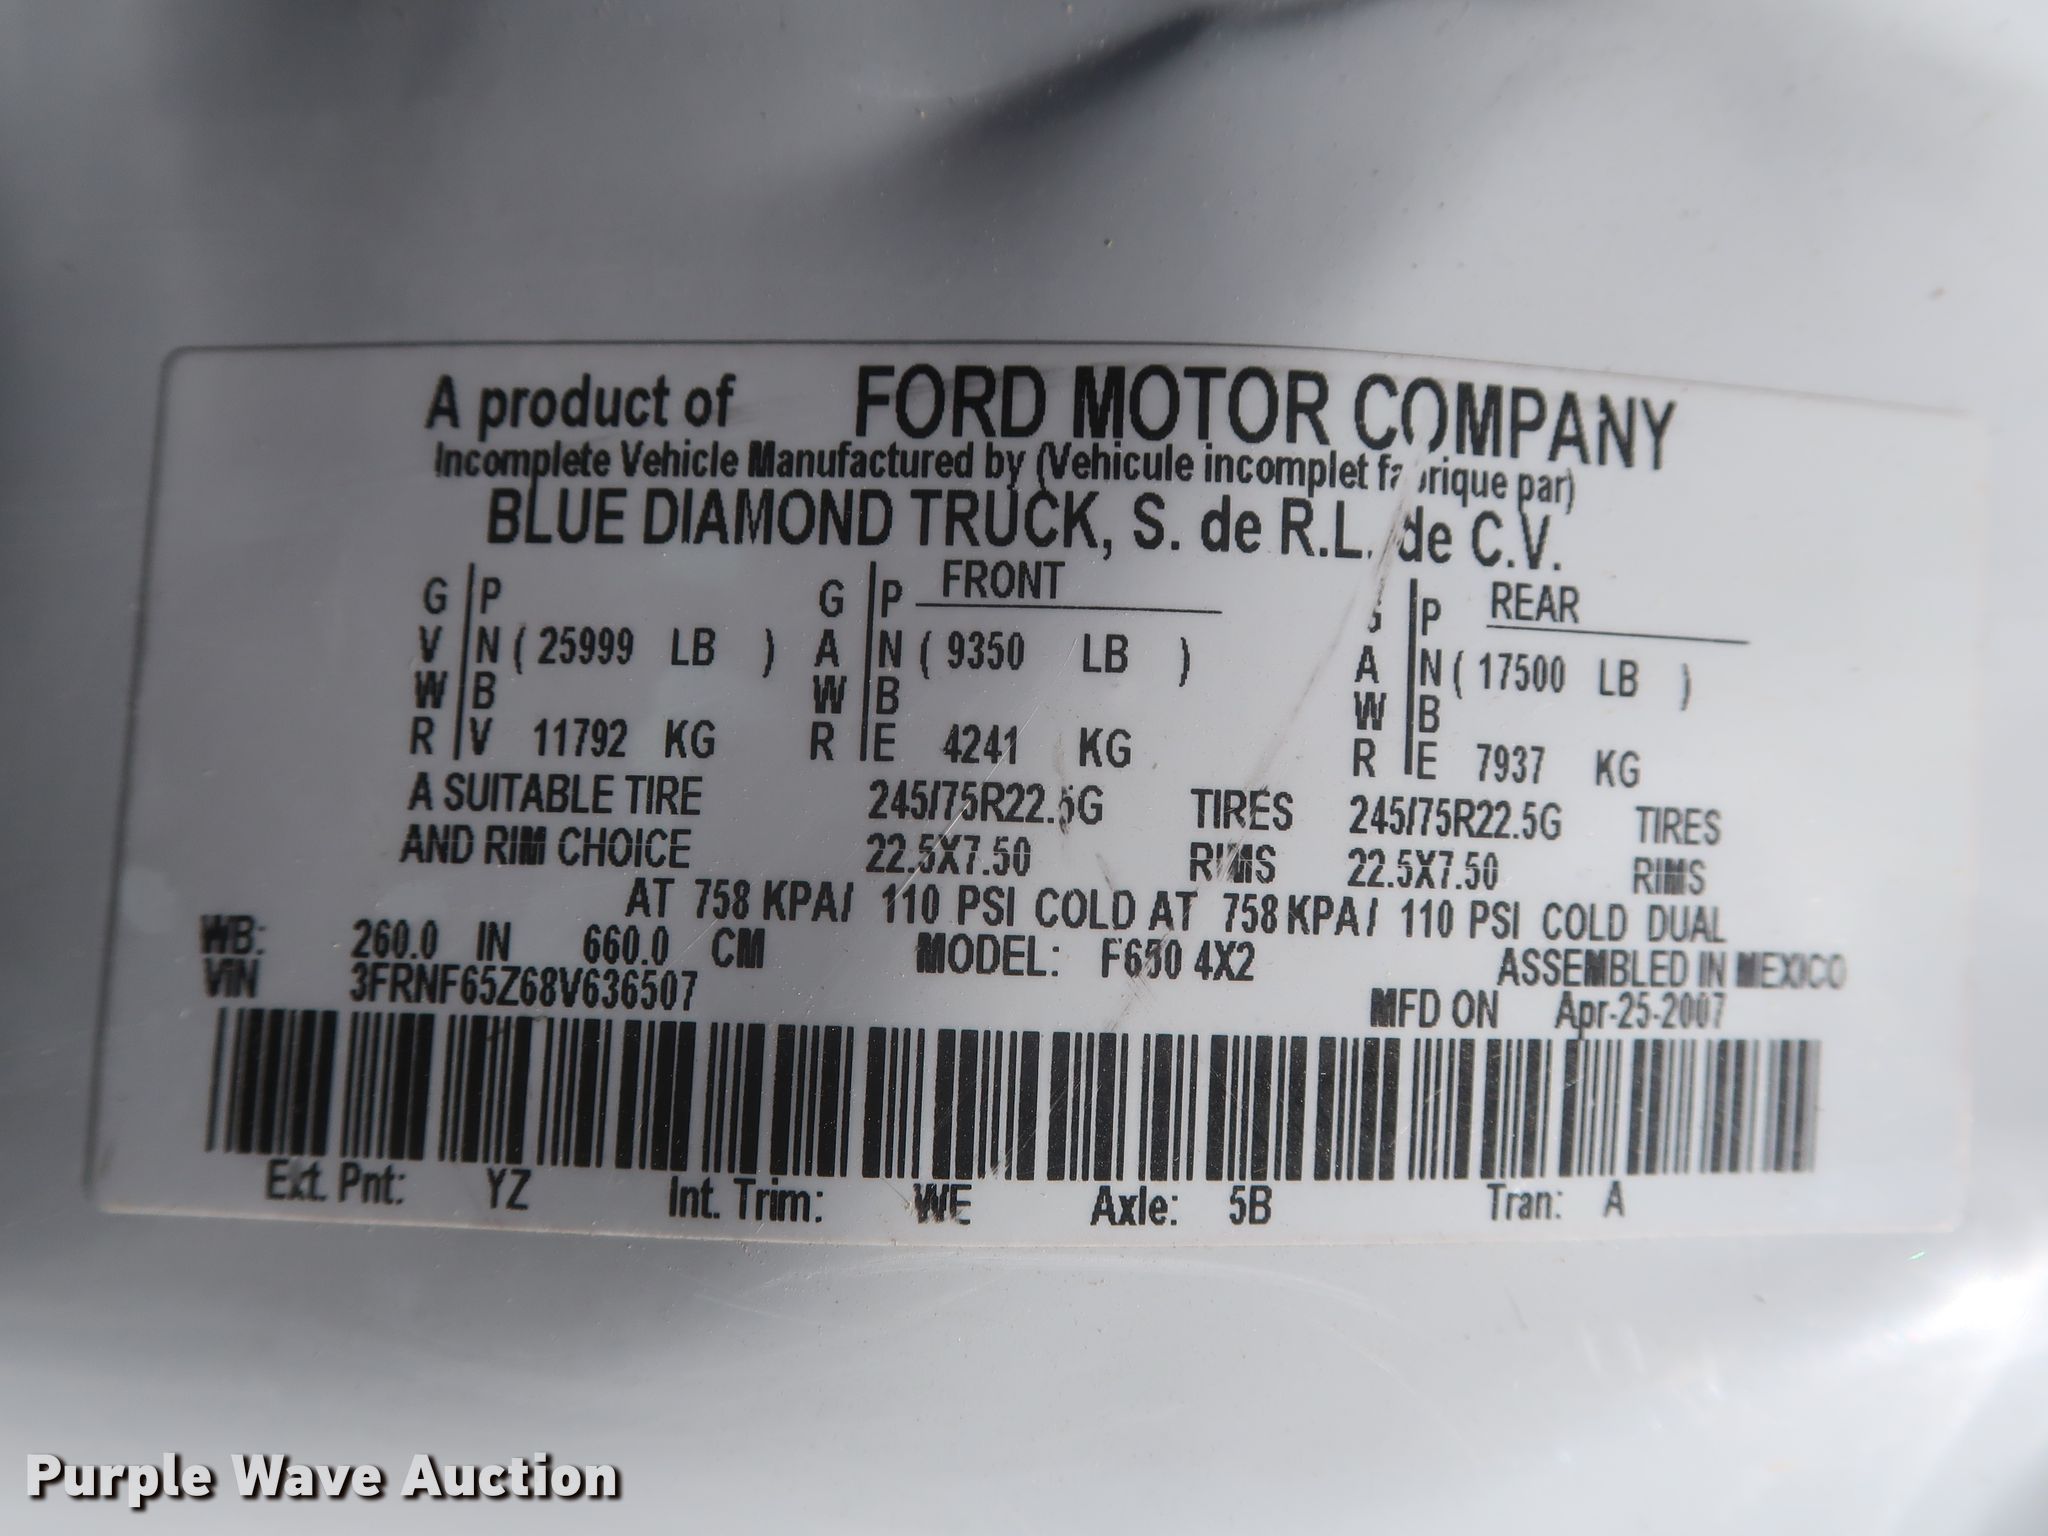 A product of FORD MOTOR COMPANY
Incomplete Vehicle Manufactured by (Vehicule incomplet fabrique par)
BLUE DIAMOND TRUCK, S. de R.L. de C.V.
G P G P FRONT G P REAR
V N ( 25999 LB ) A N ( 9350 LB ) A N ( 17500 LB )
W B W B W B
R V 11792 KG R E 4241 KG R E 7937 KG
A SUITABLE TIRE 245/75R22.5G TIRES 245/75R22.5G TIRES
AND RIM CHOICE 22.5X7.50 RIMS 22.5X7.50 RIMS
AT 758 KPA/ 110 PSI COLD AT 758 KPA/ 110 PSI COLD DUAL
WB: 260.0 IN 660.0 CM MODEL: F650 4X2 ASSEMBLED IN MEXICO
VIN 3FRNF65Z68V636507 MFD ON Apr-25-2007
Ext. Pnt: YZ Int. Trim: WE Axle: 5B Tran: A
Purple Wave Auction